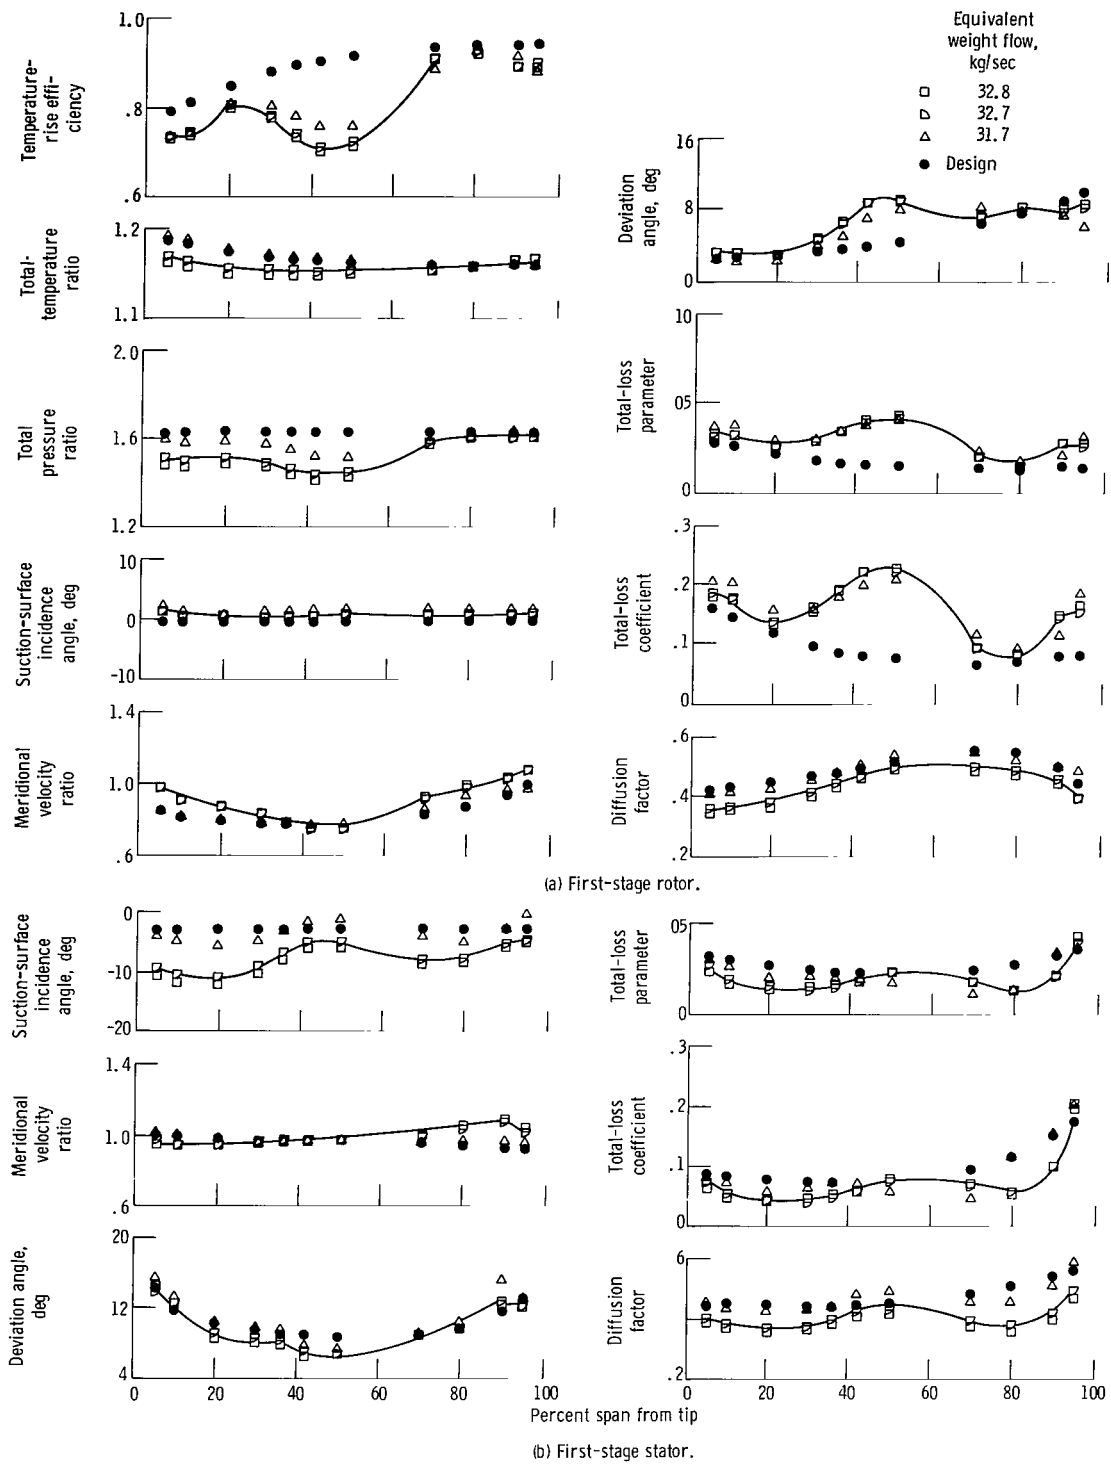 Equivalent
weight flow,
kg/sec
32.8
32.7
31.7
Design
Temperature-
rise effi-
ciency
1.0
.8
.6
Total-
temperature
ratio
1.2
1.1
Total
pressure
ratio
2.0
1.6
1.2
Suction-surface
incidence
angle, deg
10
0
-10
Meridional
velocity
ratio
1.4
1.0
.6
Deviation
angle, deg
16
8
0
Total-loss
parameter
10
05
0
Total-loss
coefficient
.3
.2
.1
0
Diffusion
factor
.6
.4
.2
(a) First-stage rotor.
Suction-surface
incidence
angle, deg
0
-10
-20
Meridional
velocity
ratio
1.4
1.0
.6
Deviation angle,
deg
20
12
4
0 20 40 60 80 100
Total-loss
parameter
05
0
Total-loss
coefficient
.3
.2
.1
0
Diffusion
factor
6
.2
0 20 40 60 80 100
Percent span from tip
(b) First-stage stator.